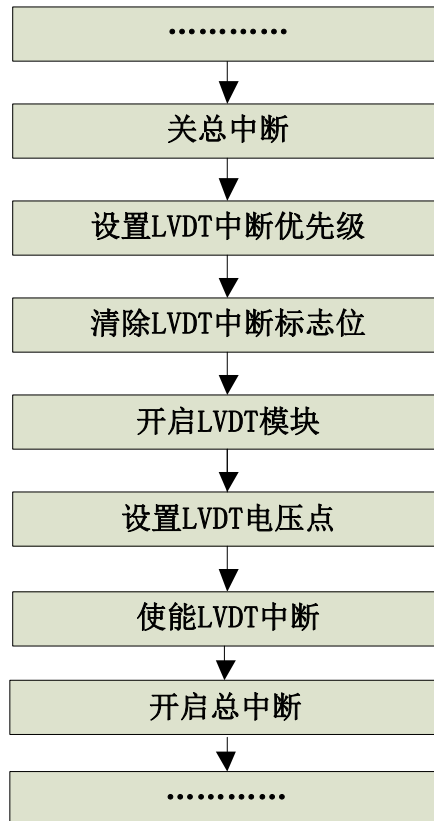 …………
关总中断
设置LVDT中断优先级
清除LVDT中断标志位
开启LVDT模块
设置LVDT电压点
使能LVDT中断
开启总中断
…………